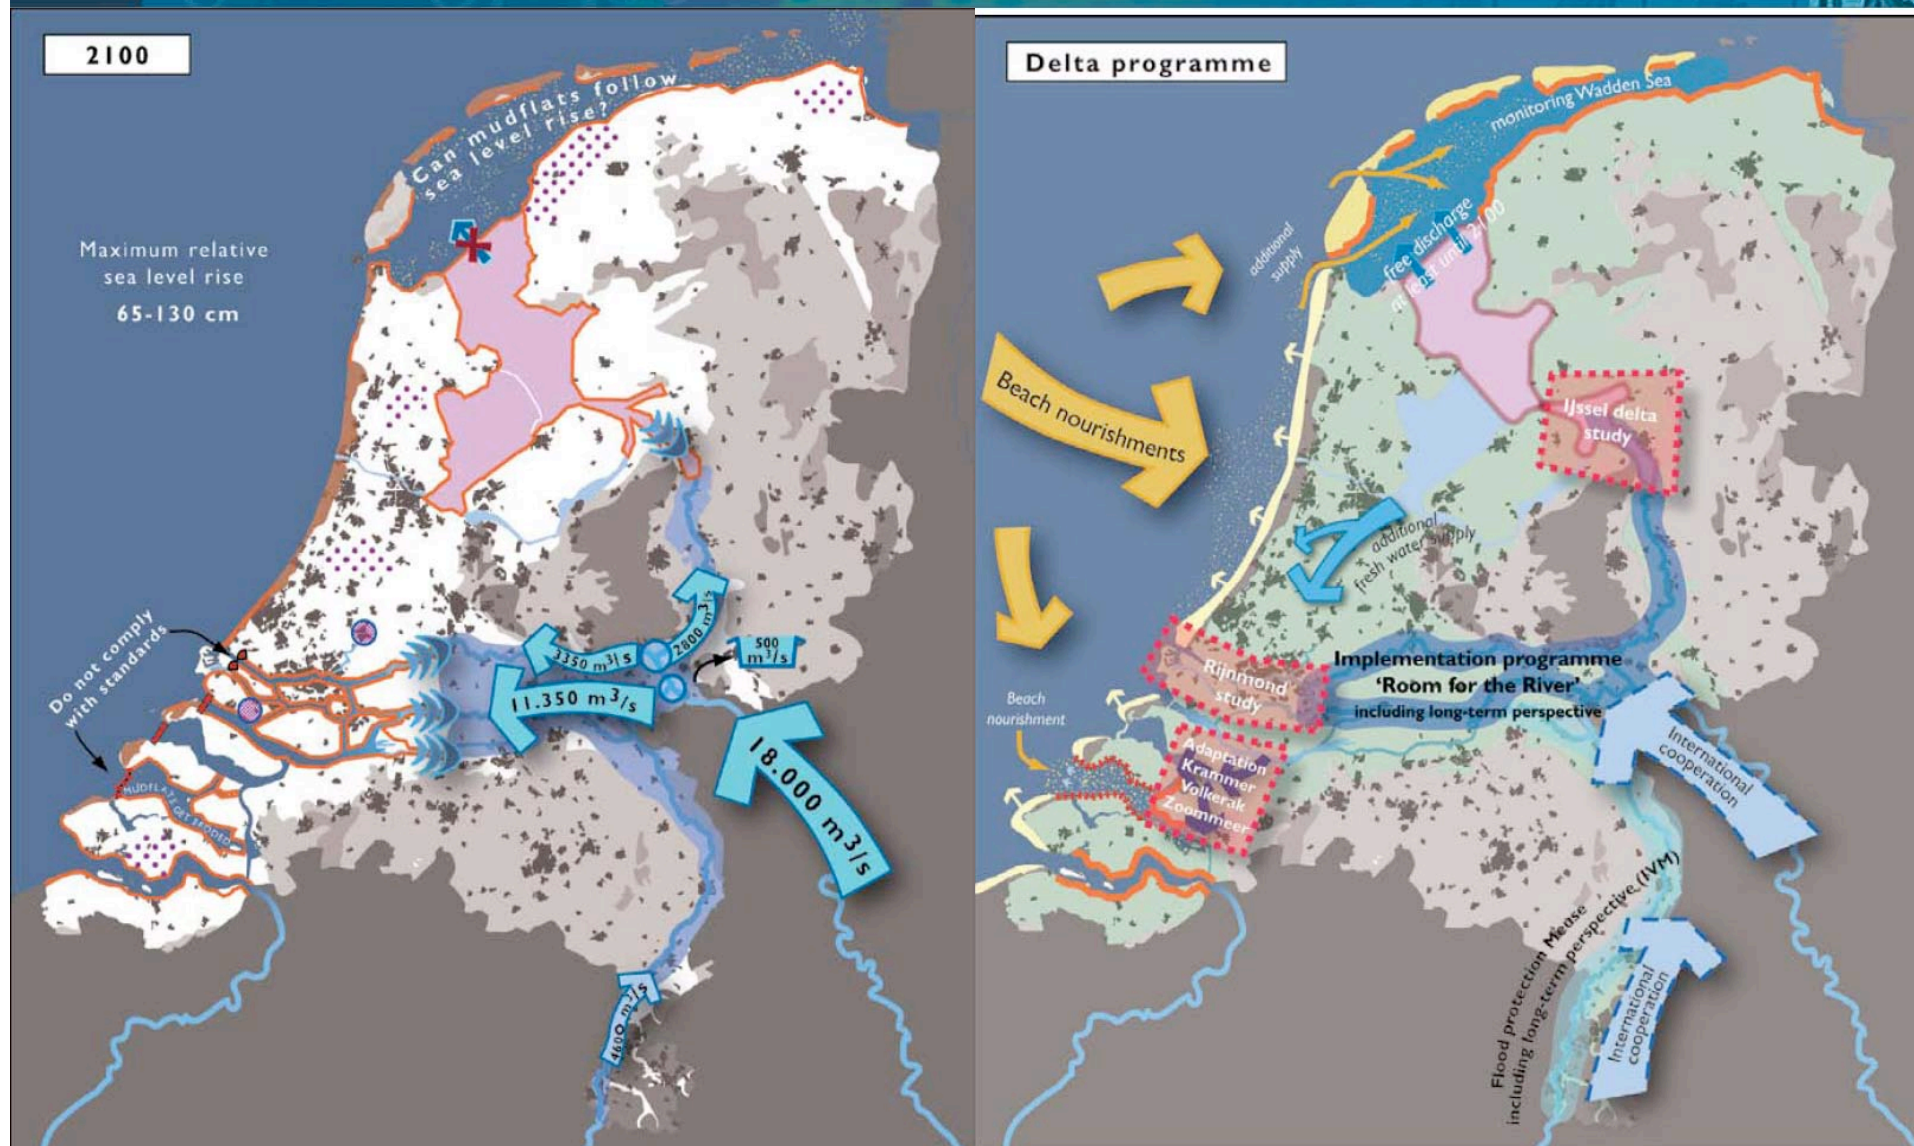 2100
Can mudflats follow
sea level rise?
Maximum relative
sea level rise
65-130 cm
Do not comply
with standards
3350 m³/s
2800 m³/s
500
m³/s
11.350 m³/s
18.000 m³/s
MUDFLATS GET ERODED
4600 m³/s
Delta programme
monitoring Wadden Sea
additional
supply
free discharge
at least until 2100
Beach nourishments
IJssel delta
study
additional
fresh water supply
Rijnmond
study
Implementation programme
'Room for the River'
including long-term perspective
Beach
nourishment
Adaptation
Krammer
Volkerak
Zoommeer
International
cooperation
Flood protection Meuse
including long-term perspective (IVM)
International
cooperation